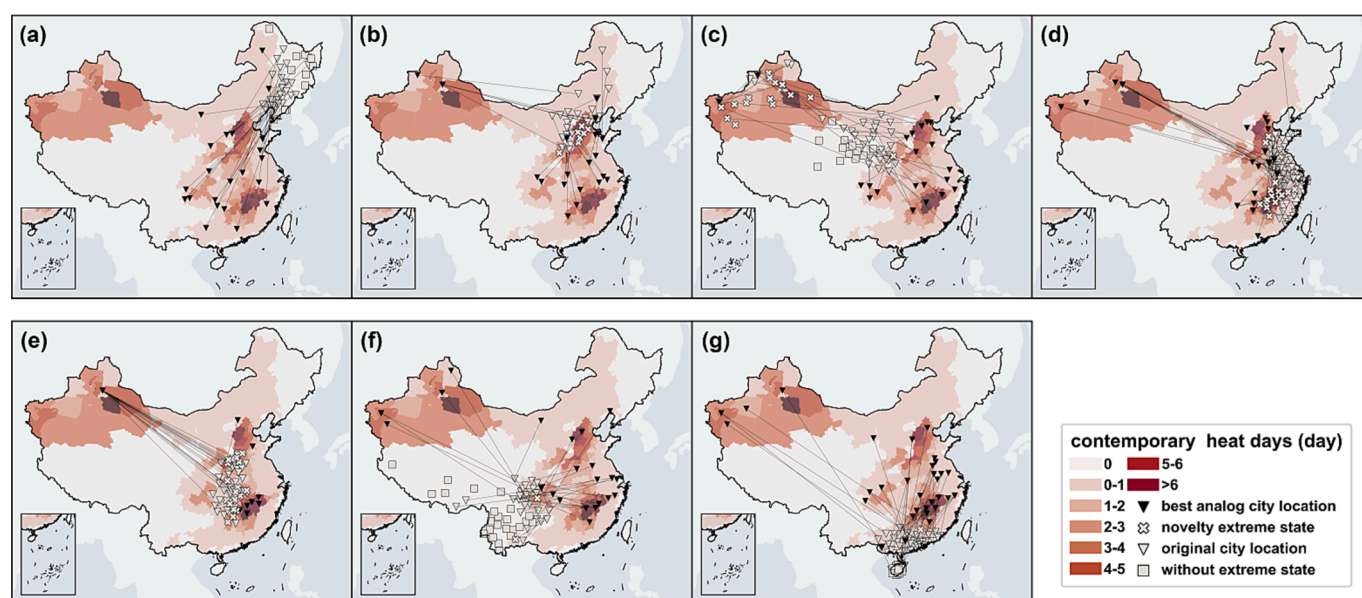 (a)
(b)
(c)
(d)
(e)
(f)
(g)
contemporary heat days (day)
0 5-6
0-1 >6
1-2 best analog city location
2-3 novelty extreme state
3-4 original city location
4-5 without extreme state